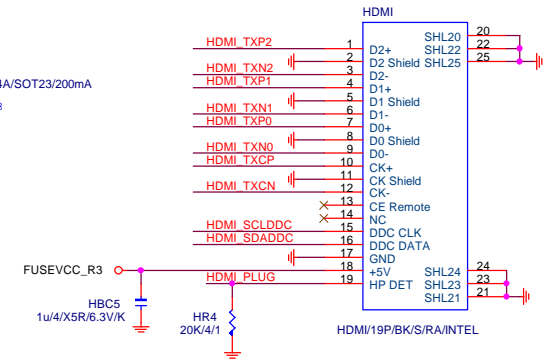 HDMI
HDMI_TXP2 1 D2+ SHL20 20
2 D2 Shield SHL22 22
HDMI_TXN2 3 D2- SHL25 25
4A/SOT23/200mA HDMI_TXP1 4 D1+
5 D1 Shield
HDMI_TXN1 6 D1-
HDMI_TXP0 7 D0+
8 D0 Shield
HDMI_TXN0 9 D0-
HDMI_TXCP 10 CK+
11 CK Shield
HDMI_TXCN 12 CK-
13 CE Remote
14 NC
HDMI_SCLDDC 15 DDC CLK
HDMI_SDADDC 16 DDC DATA
17 GND
FUSEVCC_R3 18 +5V SHL24 24
HDMI_PLUG 19 HP DET SHL23 23
SHL21 21
HBC5
1u/4/X5R/6.3V/K
HR4
20K/4/1
HDMI/19P/BK/S/RA/INTEL